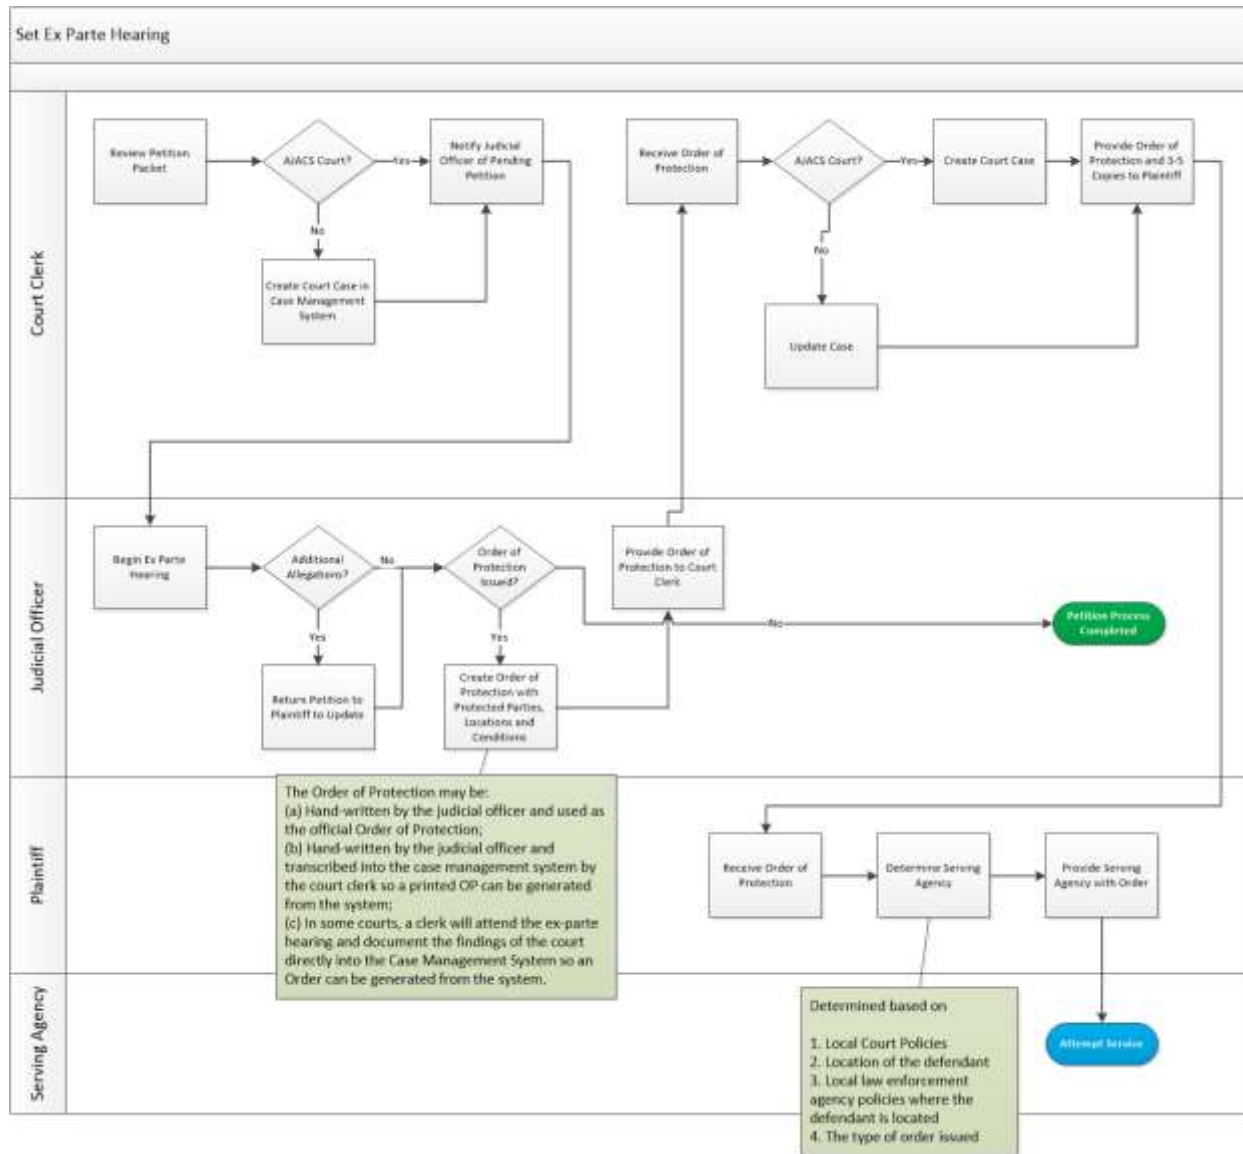 Set Ex Parte Hearing
Court Clerk
Review Petition
Packet
AJACS Court?
Yes
Notify Judicial
Officer of Pending
Petition
No
Create Court Case in
Case Management
System
Receive Order of
Protection
AJACS Court?
Yes
Create Court Case
Provide Order of
Protection and 3-5
Copies to Plaintiff
No
Update Case
Judicial Officer
Begin Ex Parte
Hearing
Additional
Allegations?
No
Order of
Protection
Issued?
Provide Order of
Protection to Court
Clerk
No
Petition Process
Completed
Yes
Return Petition to
Plaintiff to Update
Yes
Create Order of
Protection with
Protected Parties,
Locations and
Conditions
The Order of Protection may be:
(a) Hand-written by the judicial officer and used as
the official Order of Protection;
(b) Hand-written by the judicial officer and
transcribed into the case management system by
the court clerk so a printed OP can be generated
from the system;
(c) In some courts, a clerk will attend the ex-parte
hearing and document the findings of the court
directly into the Case Management System so an
Order can be generated from the system.
Plaintiff
Receive Order of
Protection
Determine Serving
Agency
Provide Serving
Agency with Order
Serving Agency
Determined based on
1. Local Court Policies
2. Location of the defendant
3. Local law enforcement
agency policies where the
defendant is located
4. The type of order issued
Attempt Service